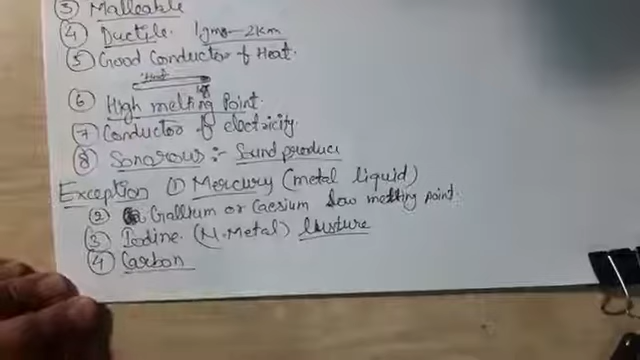 ③ Malleable
④ Ductile. 1gm - 2km
⑤ Good Conductor of Heat.
Heat
⑥ High melting Point.
⑦ Conductor of electricity
⑧ Sonarous :- Sound produce
Exception ① Mercury (metal liquid)
② Gallium or Caesium low melting point.
③ Iodine. (N.Metal) lusture
④ Carbon